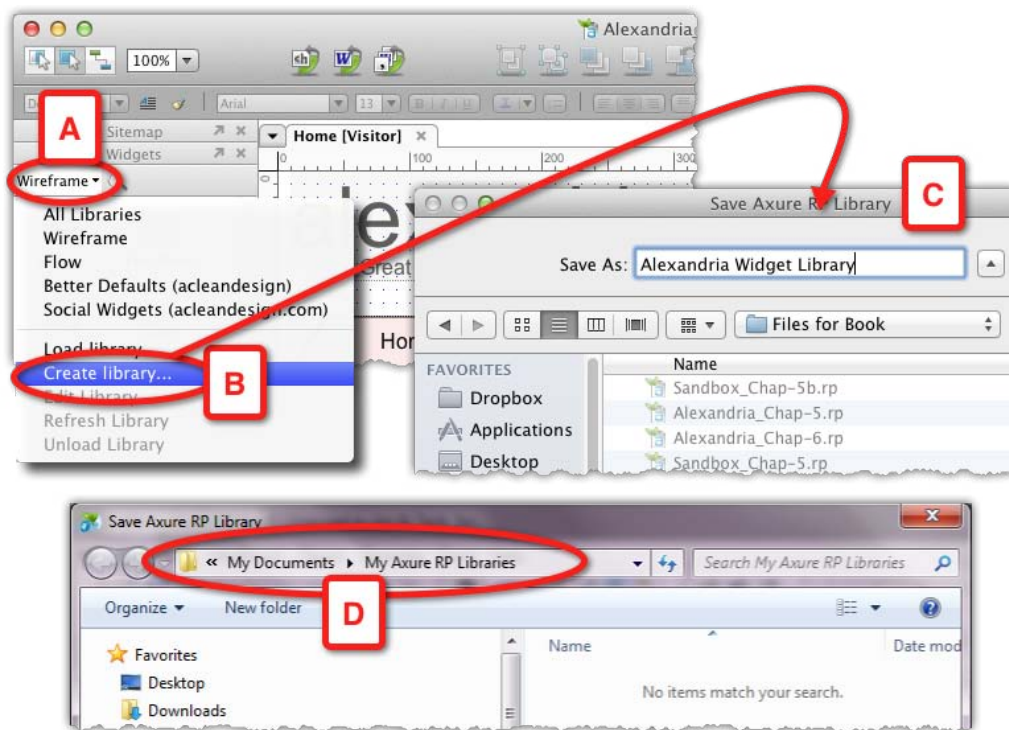 Alexandria
100%
Arial
13
A
Sitemap
Widgets
Home [Visitor]
0
100
200
300
Wireframe
All Libraries
Wireframe
Flow
Better Defaults (acleandesign)
Social Widgets (acleandesign.com)
Load library
Create library...
Edit Library
Refresh Library
Unload Library
B
Great
Save Axure RP Library
C
Save As: Alexandria Widget Library
Files for Book
FAVORITES
Dropbox
Applications
Desktop
Name
Sandbox_Chap-5b.rp
Alexandria_Chap-5.rp
Alexandria_Chap-6.rp
Sandbox_Chap-5.rp
Save Axure RP Library
« My Documents ▸ My Axure RP Libraries
Search My Axure RP Libraries
Organize
New folder
D
Favorites
Desktop
Downloads
Name
Date mod
No items match your search.